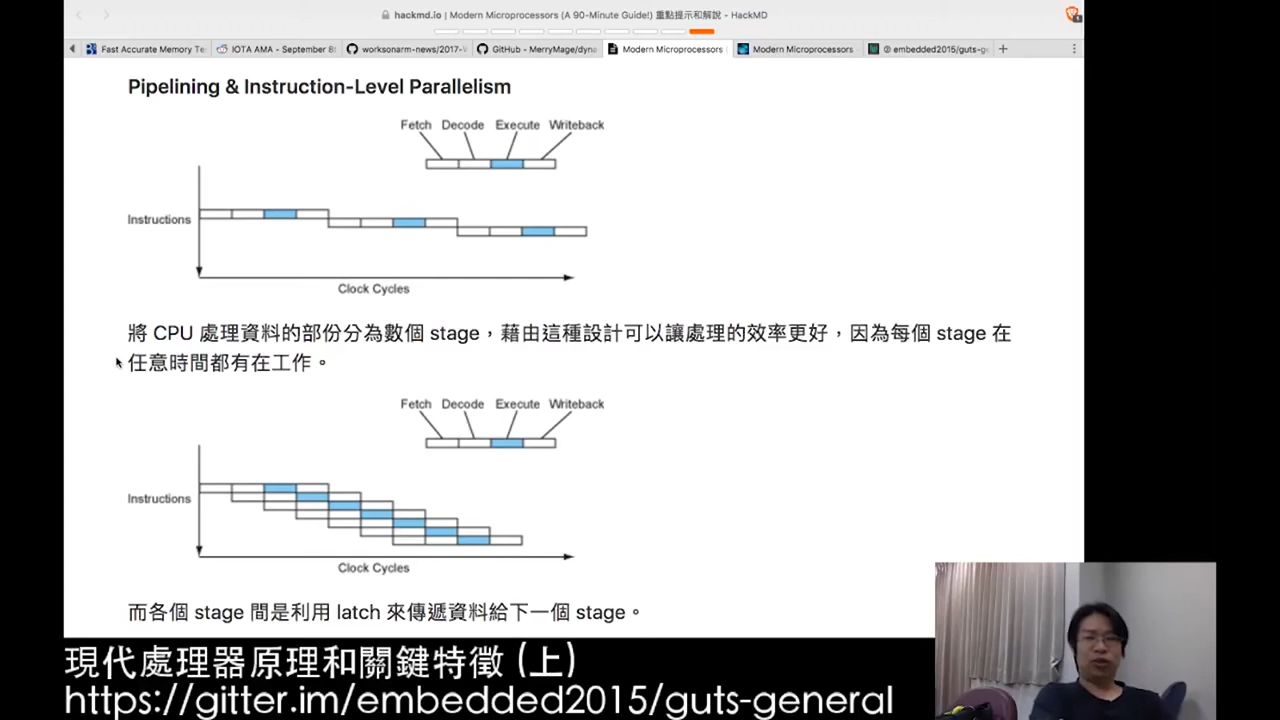 hackmd.io | Modern Microprocessors (A 90-Minute Guide!) 重點提示和解說 - HackMD
Fast Accurate Memory Te
IOTA AMA - September 8
worksonarm-news/2017-
GitHub - MerryMage/dyna
Modern Microprocessors
Modern Microprocessors
embedded2015/guts-ge
Pipelining & Instruction-Level Parallelism
Fetch Decode Execute Writeback
Instructions
Clock Cycles
將 CPU 處理資料的部份分為數個 stage，藉由這種設計可以讓處理的效率更好，因為每個 stage 在
任意時間都有在工作。
Fetch Decode Execute Writeback
Instructions
Clock Cycles
而各個 stage 間是利用 latch 來傳遞資料給下一個 stage。
現代處理器原理和關鍵特徵 (上)
https://gitter.im/embedded2015/guts-general